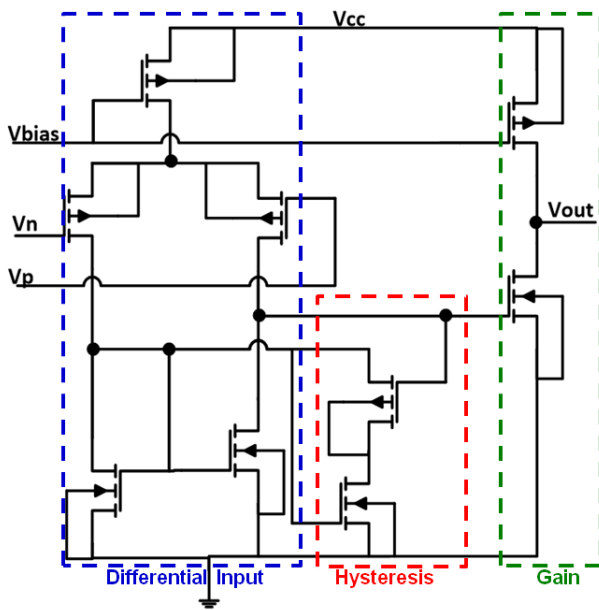 Vcc
Vbias
Vn
Vout
Vp
Differential Input
Hysteresis
Gain